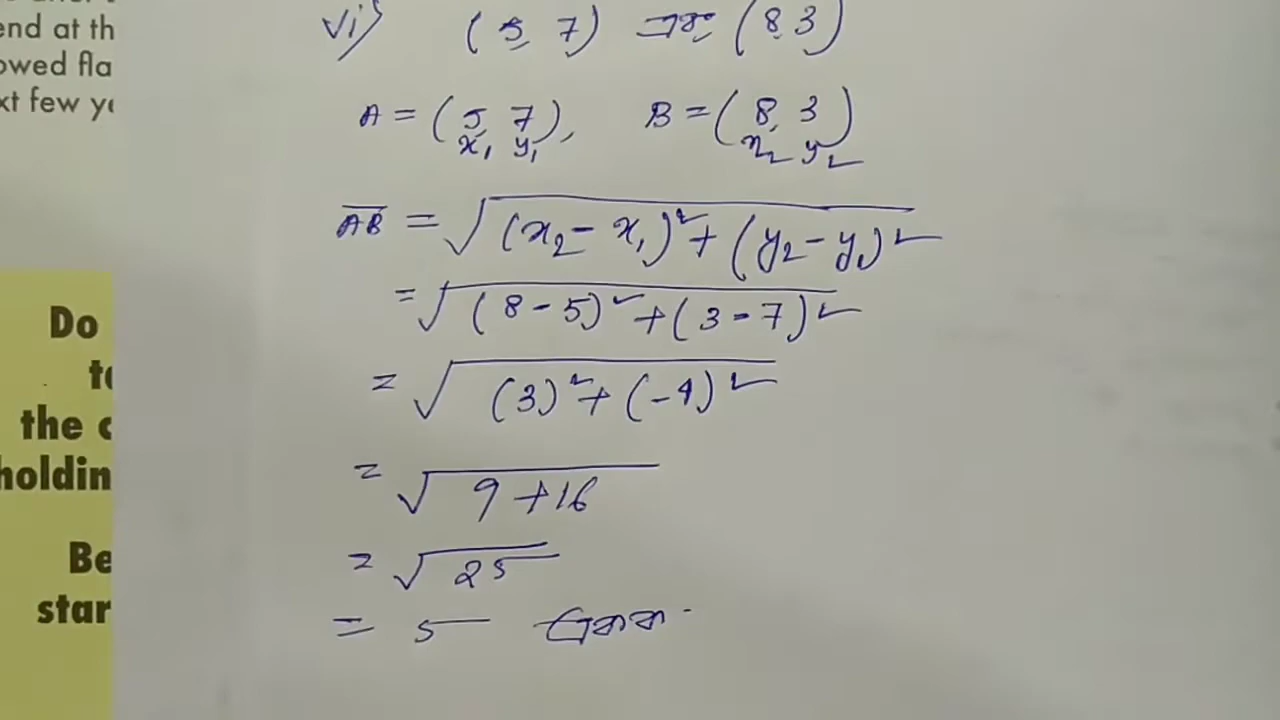 end at th
owed fla
xt few ye
Do
to
the c
holdin
Be
star
vi) (5, 7) এবং (8, 3)
A = (5, 7), B = (8, 3)
x₁ y₁ x₂ y₂
AB = √(x₂ - x₁)² + (y₂ - y₁)²
= √(8 - 5)² + (3 - 7)²
= √(3)² + (-4)²
= √9 + 16
= √25
= 5 একক